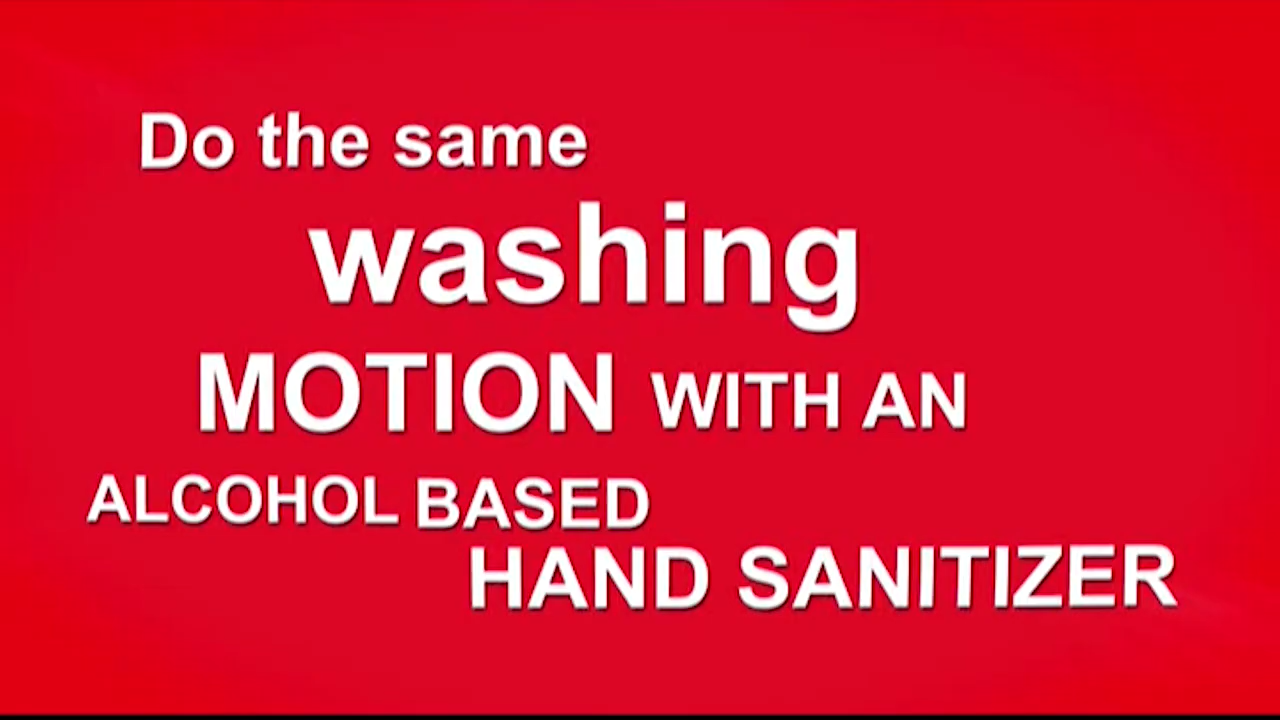 Do the same
washing
MOTION WITH AN
ALCOHOL BASED
HAND SANITIZER